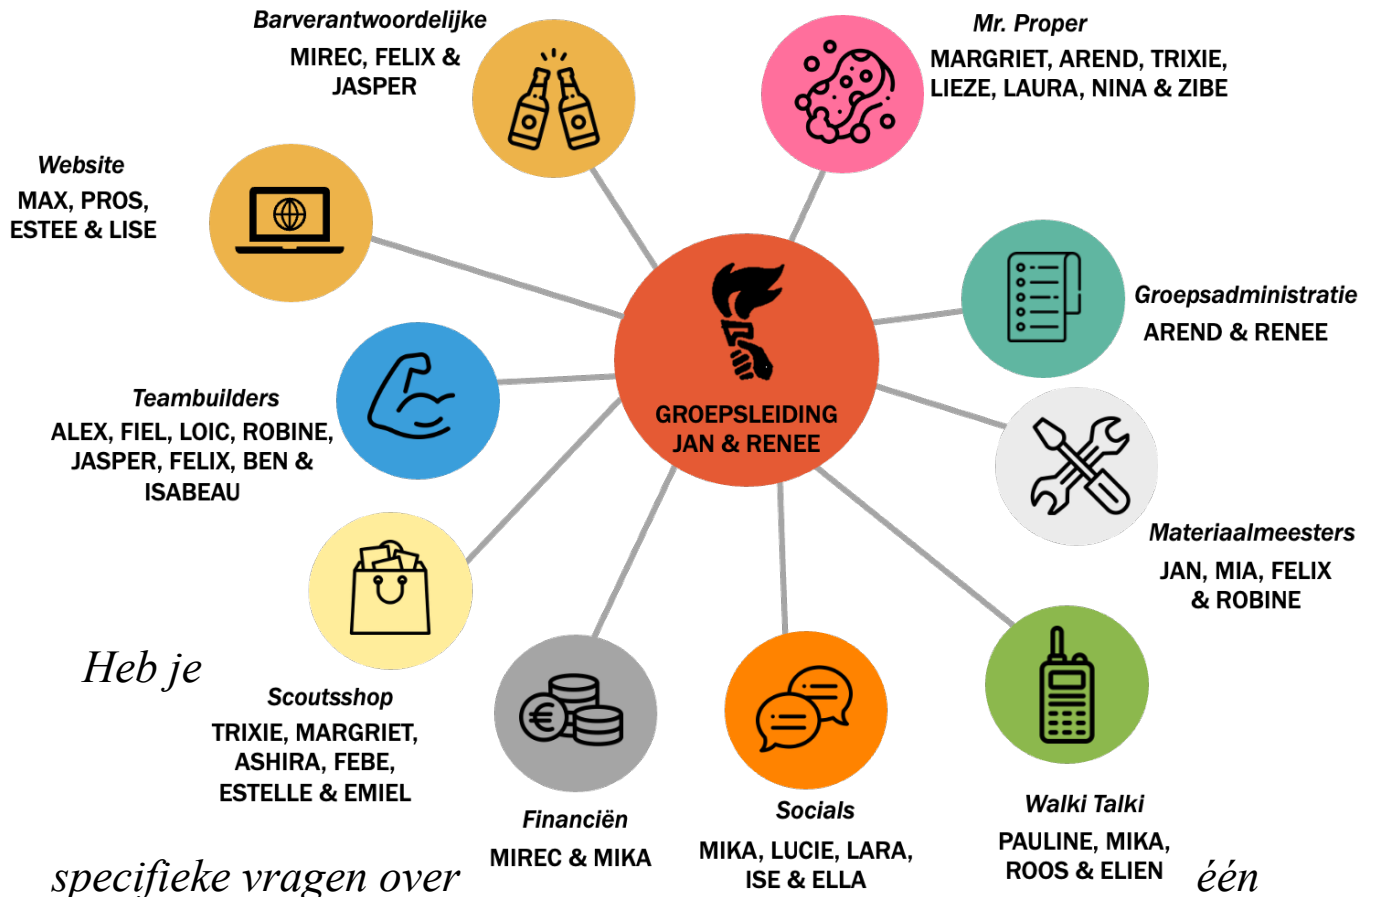 Barverantwoordelijke
MIREC, FELIX &
JASPER
Mr. Proper
MARGRIET, AREND, TRIXIE,
LIEZE, LAURA, NINA & ZIBE
Website
MAX, PROS,
ESTEE & LISE
Groepsadministratie
AREND & RENEE
GROEPSLEIDING
JAN & RENEE
Teambuilders
ALEX, FIEL, LOIC, ROBINE,
JASPER, FELIX, BEN &
ISABEAU
Materiaalmeesters
JAN, MIA, FELIX
& ROBINE
Heb je
Scoutsshop
TRIXIE, MARGRIET,
ASHIRA, FEBE,
ESTELLE & EMIEL
Financiën
MIREC & MIKA
Socials
MIKA, LUCIE, LARA,
ISE & ELLA
Walki Talki
PAULINE, MIKA,
ROOS & ELIEN
specifieke vragen over één